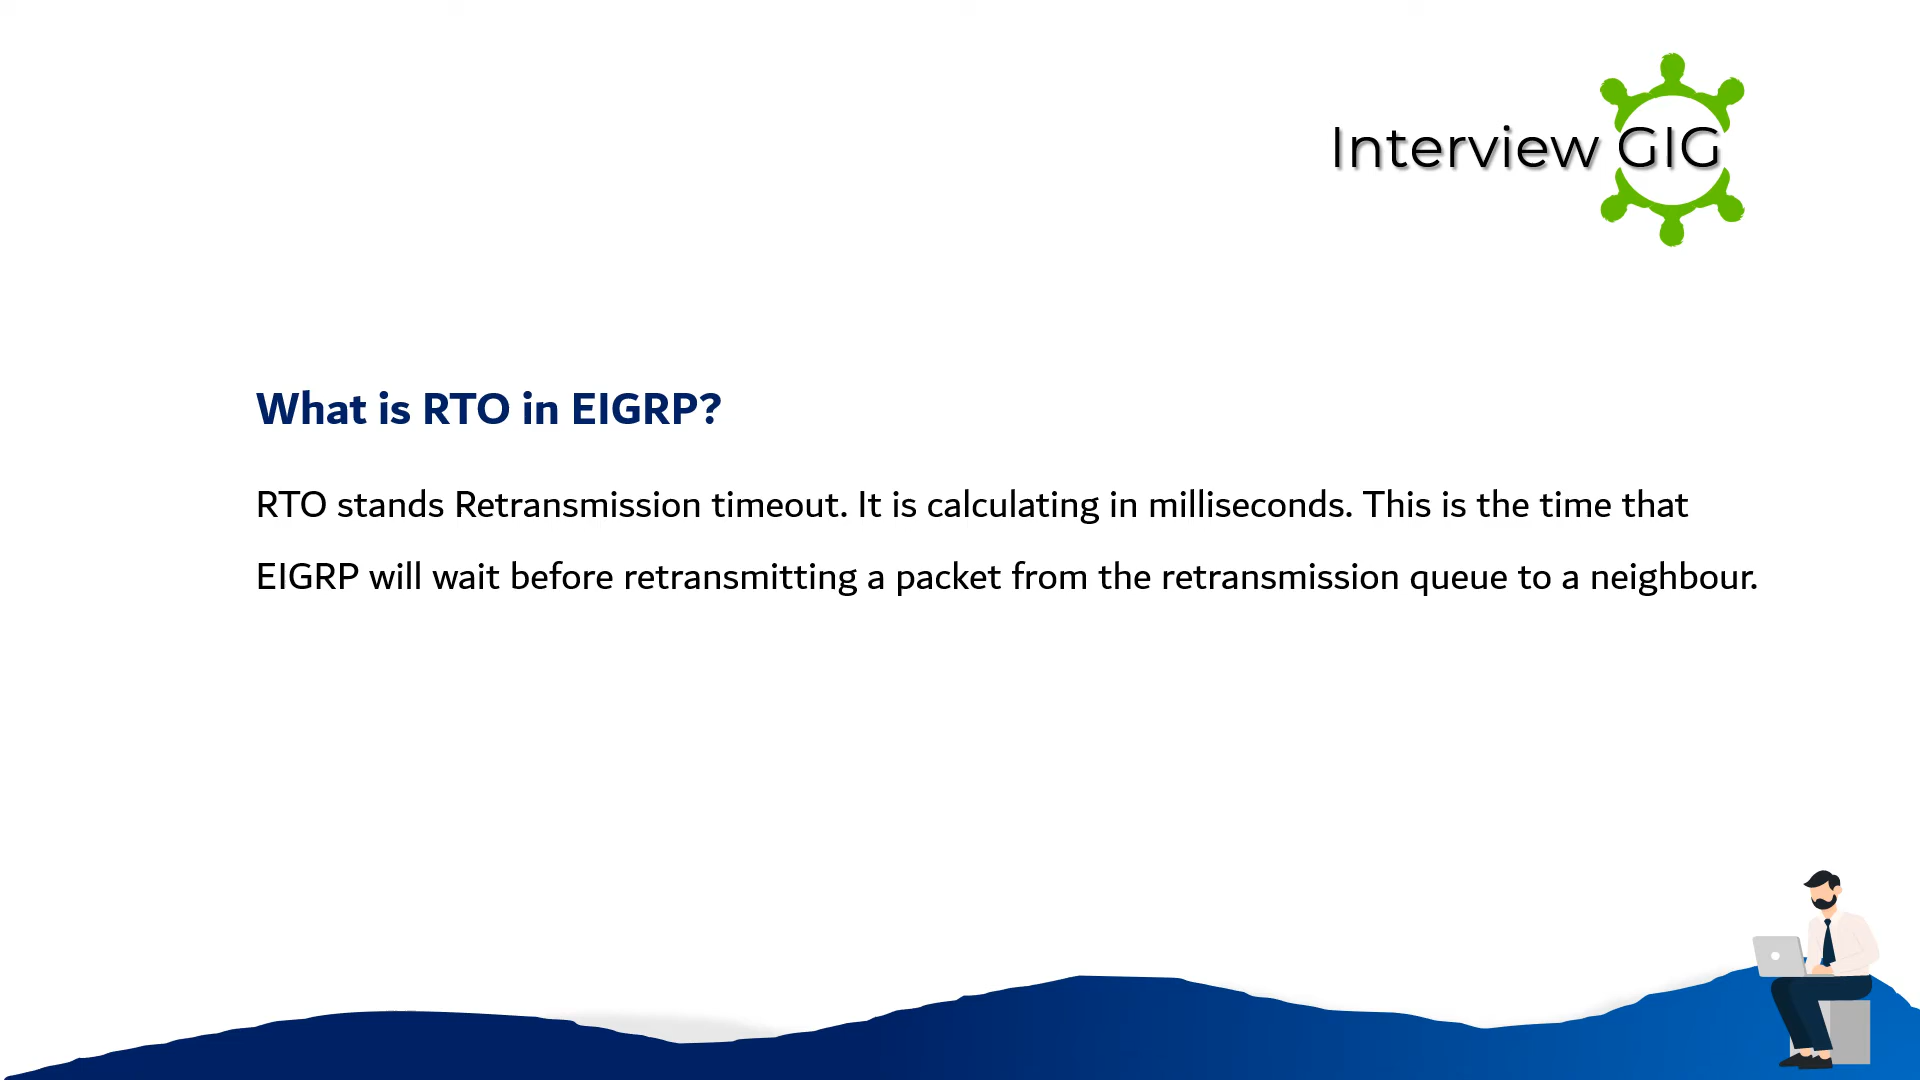 Interview GIG
What is RTO in EIGRP?
RTO stands Retransmission timeout. It is calculating in milliseconds. This is the time that
EIGRP will wait before retransmitting a packet from the retransmission queue to a neighbour.